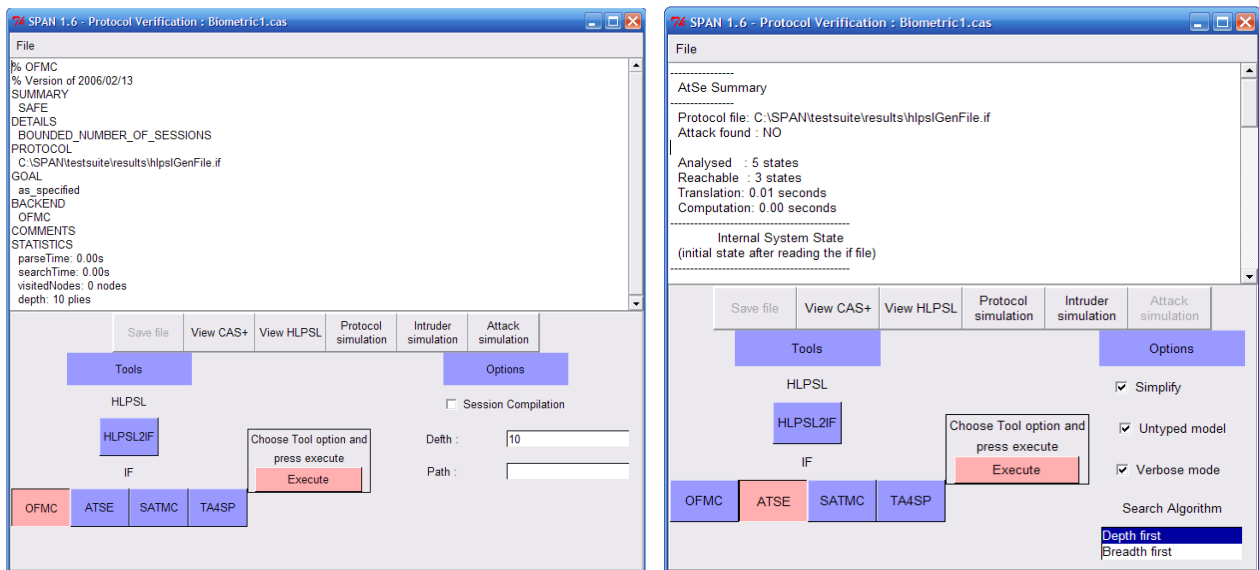 SPAN 1.6 - Protocol Verification : Biometric1.cas
File
% OFMC
% Version of 2006/02/13
SUMMARY
SAFE
DETAILS
BOUNDED_NUMBER_OF_SESSIONS
PROTOCOL
C:\SPAN\testsuite\results\hlpslGenFile.if
GOAL
as_specified
BACKEND
OFMC
COMMENTS
STATISTICS
parseTime: 0.00s
searchTime: 0.00s
visitedNodes: 0 nodes
depth: 10 plies
Save file
View CAS+
View HLPSL
Protocol simulation
Intruder simulation
Attack simulation
Tools
Options
HLPSL
Session Compilation
HLPSL2IF
Choose Tool option and
press execute
Execute
Defth :
10
Path :
IF
OFMC
ATSE
SATMC
TA4SP
SPAN 1.6 - Protocol Verification : Biometric1.cas
File
----------------
AtSe Summary
----------------
Protocol file: C:\SPAN\testsuite\results\hlpslGenFile.if
Attack found : NO
Analysed : 5 states
Reachable : 3 states
Translation: 0.01 seconds
Computation: 0.00 seconds
---------------------------------------------
Internal System State
(initial state after reading the if file)
---------------------------------------------
Save file
View CAS+
View HLPSL
Protocol simulation
Intruder simulation
Attack simulation
Tools
Options
HLPSL
Simplify
HLPSL2IF
Choose Tool option and
press execute
Execute
Untyped model
IF
Verbose mode
OFMC
ATSE
SATMC
TA4SP
Search Algorithm
Depth first
Breadth first